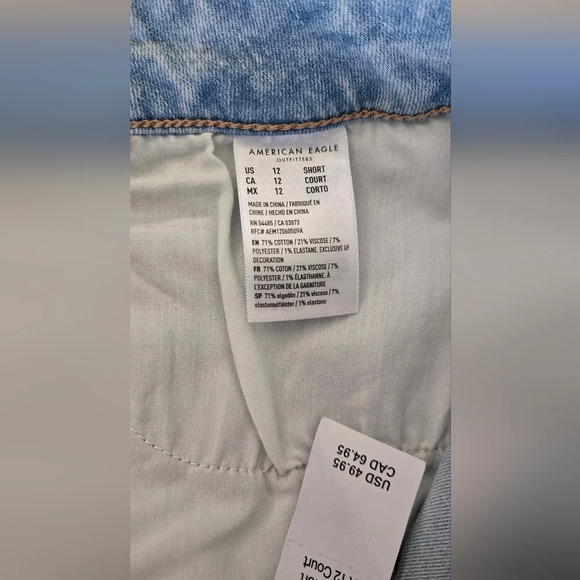 AMERICAN EAGLE
OUTFITTERS
US 12 SHORT
CA 12 COURT
MX 12 CORTO
MADE IN CHINA / FABRIQUÉ EN
CHINE / HECHO EN CHINA
RN 54485 / CA 03873
RFC# AEM1206050U9A
EN 71% COTTON / 21% VISCOSE / 7%
POLYESTER / 1% ELASTANE. EXCLUSIVE OF
DECORATION
FR 71% COTON / 21% VISCOSE / 7%
POLYESTER / 1% ÉLASTHANNE. À
L'EXCEPTION DE LA GARNITURE
SP 71% algodón / 21% viscosa / 7%
elastomultiéster / 1% elastano
USD 49.95
CAD 64.95
12 Court